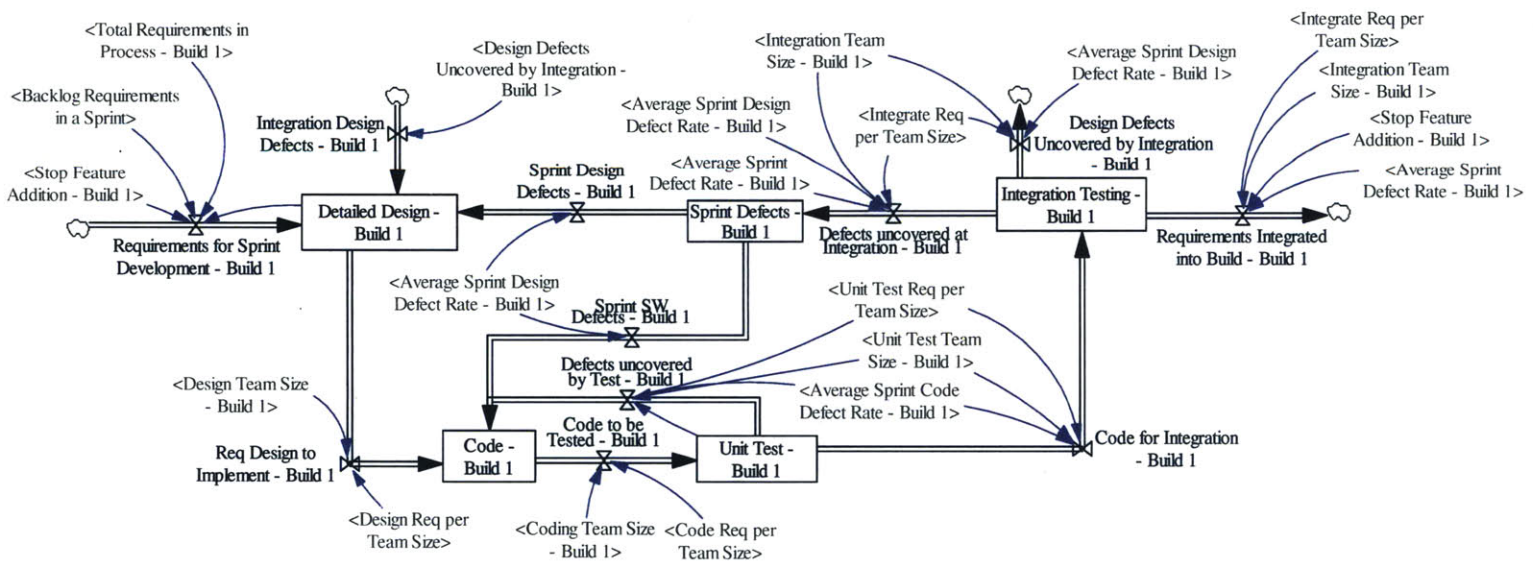 <Total Requirements in
Process - Build 1>
<Backlog Requirements
in a Sprint>
<Stop Feature
Addition - Build 1>
Requirements for Sprint
Development - Build 1
<Design Defects
Uncovered by Integration -
Build 1>
Integration Design
Defects - Build 1
Detailed Design -
Build 1
Sprint Design
Defects - Build 1
<Average Sprint Design
Defect Rate - Build 1>
Sprint Defects -
Build 1
<Integration Team
Size - Build 1>
<Average Sprint Design
Defect Rate - Build 1>
<Average Sprint
Defect Rate - Build 1>
<Integrate Req
per Team Size>
Defects uncovered at
Integration - Build 1
<Average Sprint Design
Defect Rate - Build 1>
Design Defects
Uncovered by Integration
- Build 1
Integration Testing -
Build 1
<Integrate Req per
Team Size>
<Integration Team
Size - Build 1>
<Stop Feature
Addition - Build 1>
<Average Sprint
Defect Rate - Build 1>
Requirements Integrated
into Build - Build 1
Sprint SW
Defects - Build 1
Defects uncovered
by Test - Build 1
<Unit Test Req per
Team Size>
<Unit Test Team
Size - Build 1>
<Average Sprint Code
Defect Rate - Build 1>
<Design Team Size
- Build 1>
Req Design to
Implement - Build 1
<Design Req per
Team Size>
Code -
Build 1
Code to be
Tested - Build 1
<Coding Team Size
- Build 1>
<Code Req per
Team Size>
Unit Test -
Build 1
Code for Integration
- Build 1